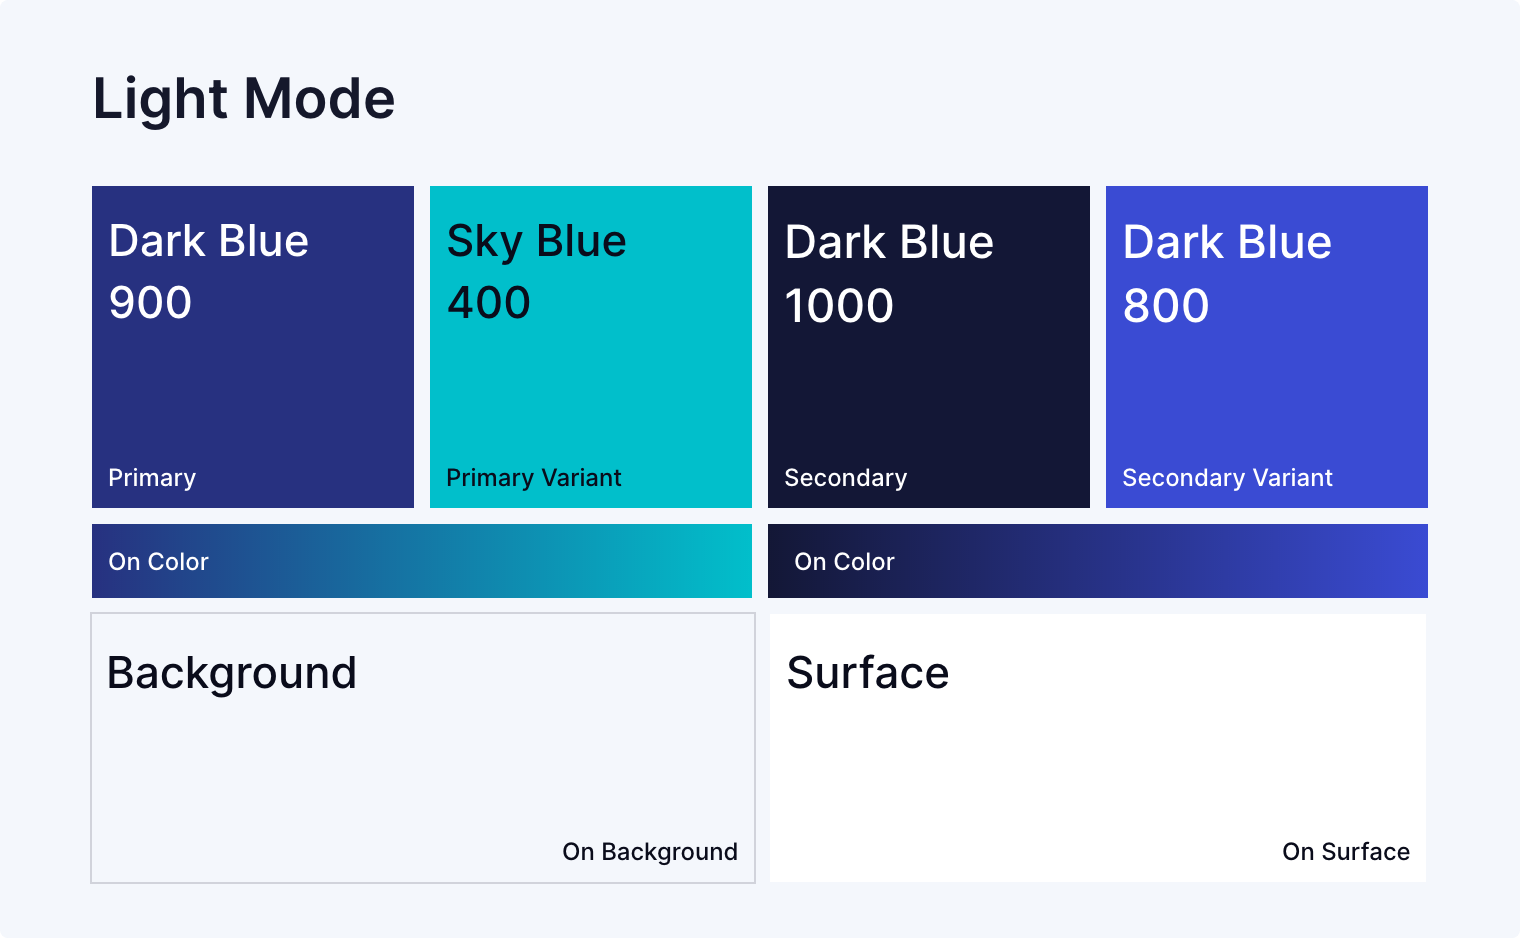 Light Mode
Dark Blue
900
Primary
Sky Blue
400
Primary Variant
Dark Blue
1000
Secondary
Dark Blue
800
Secondary Variant
On Color
On Color
Background
On Background
Surface
On Surface